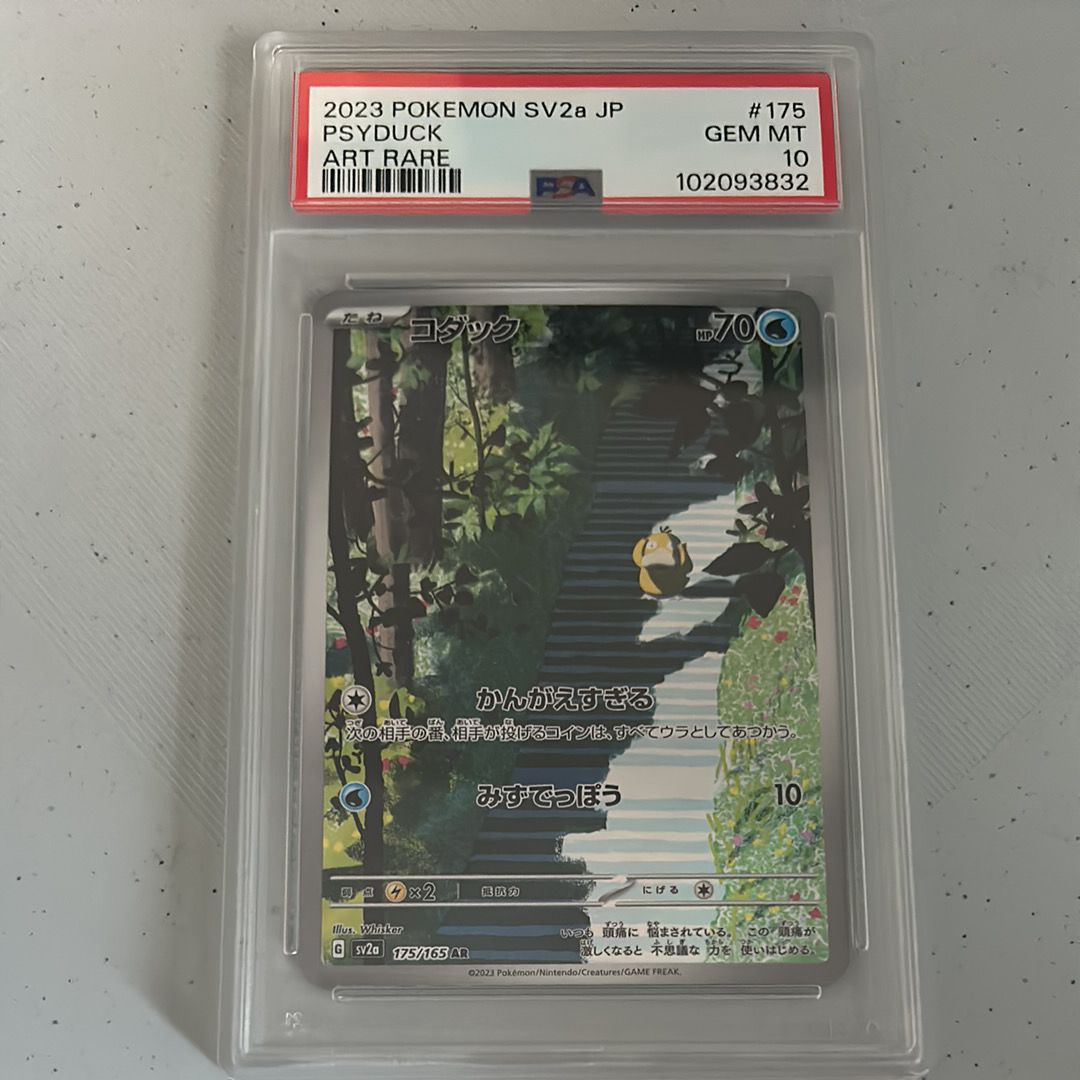 2023 POKEMON SV2a JP #175
PSYDUCK GEM MT
ART RARE 10
PSA 102093832
たね コダック HP70
かんがえすぎる
次の相手の番、相手が投げるコインは、すべてウラとしてあつかう。
みずでっぽう 10
弱点 ×2 抵抗力 にげる
Illus. Whisker
いつも 頭痛に 悩まされている。 この 頭痛が
激しくなると 不思議な 力を 使いはじめる。
G sv2a 175/165 AR
©2023 Pokémon/Nintendo/Creatures/GAME FREAK.